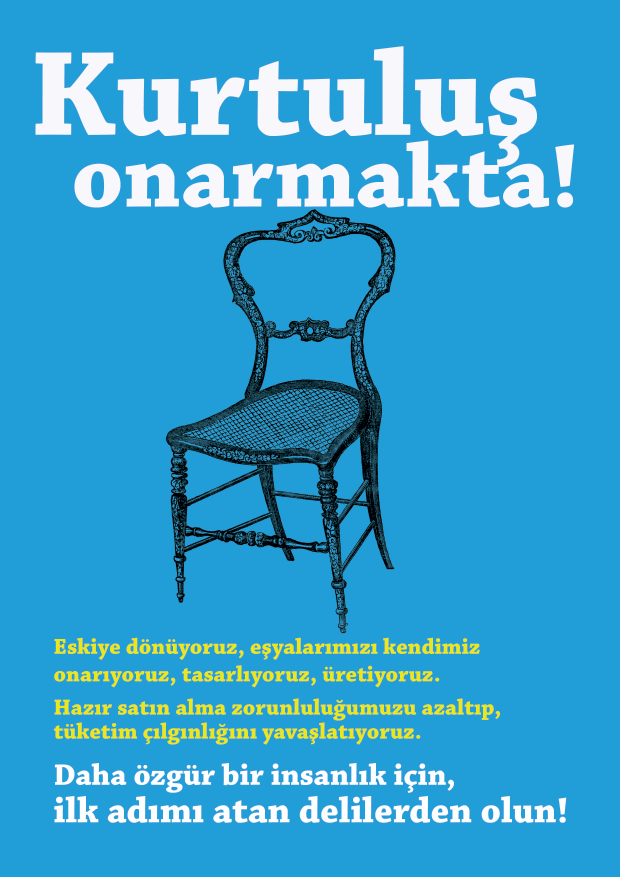 Kurtuluş
onarmakta!
Eskiye dönüyoruz, eşyalarımızı kendimiz
onarıyoruz, tasarlıyoruz, üretiyoruz.
Hazır satın alma zorunluluğumuzu azaltıp,
tüketim çılgınlığını yavaşlatıyoruz.
Daha özgür bir insanlık için,
ilk adımı atan delilerden olun!